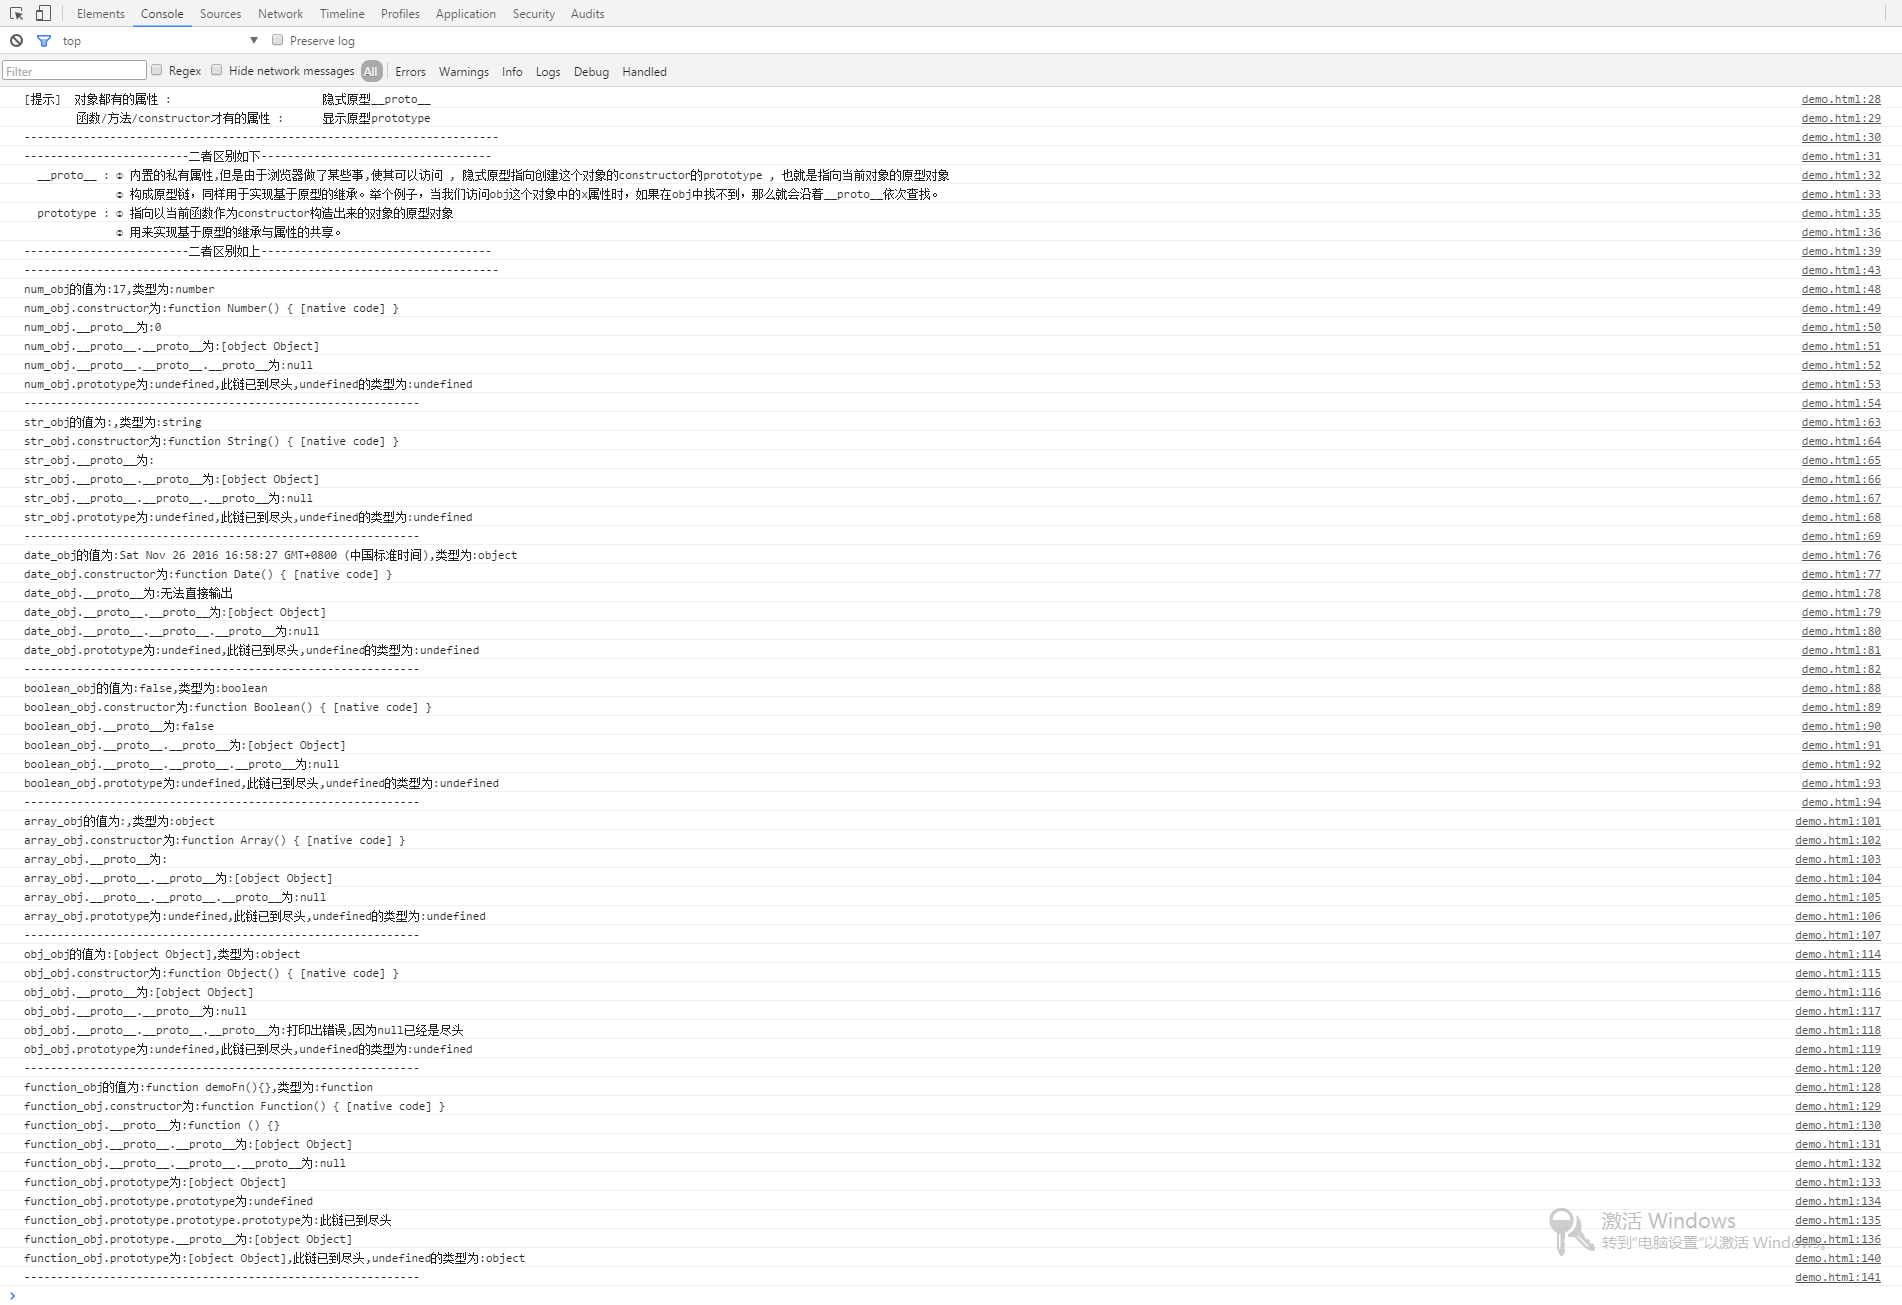 Elements Console Sources Network Timeline Profiles Application Security Audits
top ▼ Preserve log
Filter Regex Hide network messages All Errors Warnings Info Logs Debug Handled
[提示] 对象都有的属性 : 隐式原型__proto__ demo.html:28
函数/方法/constructor才有的属性 : 显示原型prototype demo.html:29
------------------------------------------------------------------------ demo.html:30
-------------------------二者区别如下----------------------------------- demo.html:31
__proto__ : ➲ 内置的私有属性,但是由于浏览器做了某些事,使其可以访问 , 隐式原型指向创建这个对象的constructor的prototype , 也就是指向当前对象的原型对象 demo.html:32
➲ 构成原型链，同样用于实现基于原型的继承。举个例子，当我们访问obj这个对象中的x属性时，如果在obj中找不到，那么就会沿着__proto__依次查找。 demo.html:33
prototype : ➲ 指向以当前函数作为constructor构造出来的对象的原型对象 demo.html:35
➲ 用来实现基于原型的继承与属性的共享。 demo.html:36
-------------------------二者区别如上----------------------------------- demo.html:39
------------------------------------------------------------------------ demo.html:43
num_obj的值为:17,类型为:number demo.html:48
num_obj.constructor为:function Number() { [native code] } demo.html:49
num_obj.__proto__为:0 demo.html:50
num_obj.__proto__.__proto__为:[object Object] demo.html:51
num_obj.__proto__.__proto__.__proto__为:null demo.html:52
num_obj.prototype为:undefined,此链已到尽头,undefined的类型为:undefined demo.html:53
------------------------------------------------------------ demo.html:54
str_obj的值为:,类型为:string demo.html:63
str_obj.constructor为:function String() { [native code] } demo.html:64
str_obj.__proto__为: demo.html:65
str_obj.__proto__.__proto__为:[object Object] demo.html:66
str_obj.__proto__.__proto__.__proto__为:null demo.html:67
str_obj.prototype为:undefined,此链已到尽头,undefined的类型为:undefined demo.html:68
------------------------------------------------------------ demo.html:69
date_obj的值为:Sat Nov 26 2016 16:58:27 GMT+0800 (中国标准时间),类型为:object demo.html:76
date_obj.constructor为:function Date() { [native code] } demo.html:77
date_obj.__proto__为:无法直接输出 demo.html:78
date_obj.__proto__.__proto__为:[object Object] demo.html:79
date_obj.__proto__.__proto__.__proto__为:null demo.html:80
date_obj.prototype为:undefined,此链已到尽头,undefined的类型为:undefined demo.html:81
------------------------------------------------------------ demo.html:82
boolean_obj的值为:false,类型为:boolean demo.html:88
boolean_obj.constructor为:function Boolean() { [native code] } demo.html:89
boolean_obj.__proto__为:false demo.html:90
boolean_obj.__proto__.__proto__为:[object Object] demo.html:91
boolean_obj.__proto__.__proto__.__proto__为:null demo.html:92
boolean_obj.prototype为:undefined,此链已到尽头,undefined的类型为:undefined demo.html:93
------------------------------------------------------------ demo.html:94
array_obj的值为:,类型为:object demo.html:101
array_obj.constructor为:function Array() { [native code] } demo.html:102
array_obj.__proto__为: demo.html:103
array_obj.__proto__.__proto__为:[object Object] demo.html:104
array_obj.__proto__.__proto__.__proto__为:null demo.html:105
array_obj.prototype为:undefined,此链已到尽头,undefined的类型为:undefined demo.html:106
------------------------------------------------------------ demo.html:107
obj_obj的值为:[object Object],类型为:object demo.html:114
obj_obj.constructor为:function Object() { [native code] } demo.html:115
obj_obj.__proto__为:[object Object] demo.html:116
obj_obj.__proto__.__proto__为:null demo.html:117
obj_obj.__proto__.__proto__.__proto__为:打印出错误,因为null已经是尽头 demo.html:118
obj_obj.prototype为:undefined,此链已到尽头,undefined的类型为:undefined demo.html:119
------------------------------------------------------------ demo.html:120
function_obj的值为:function demoFn(){},类型为:function demo.html:128
function_obj.constructor为:function Function() { [native code] } demo.html:129
function_obj.__proto__为:function () {} demo.html:130
function_obj.__proto__.__proto__为:[object Object] demo.html:131
function_obj.__proto__.__proto__.__proto__为:null demo.html:132
function_obj.prototype为:[object Object] demo.html:133
function_obj.prototype.prototype为:undefined demo.html:134
function_obj.prototype.prototype.prototype为:此链已到尽头 demo.html:135
function_obj.prototype.__proto__为:[object Object] demo.html:136
function_obj.prototype为:[object Object],此链已到尽头,undefined的类型为:object demo.html:140
------------------------------------------------------------ demo.html:141
激活 Windows
转到"电脑设置"以激活 Windows。